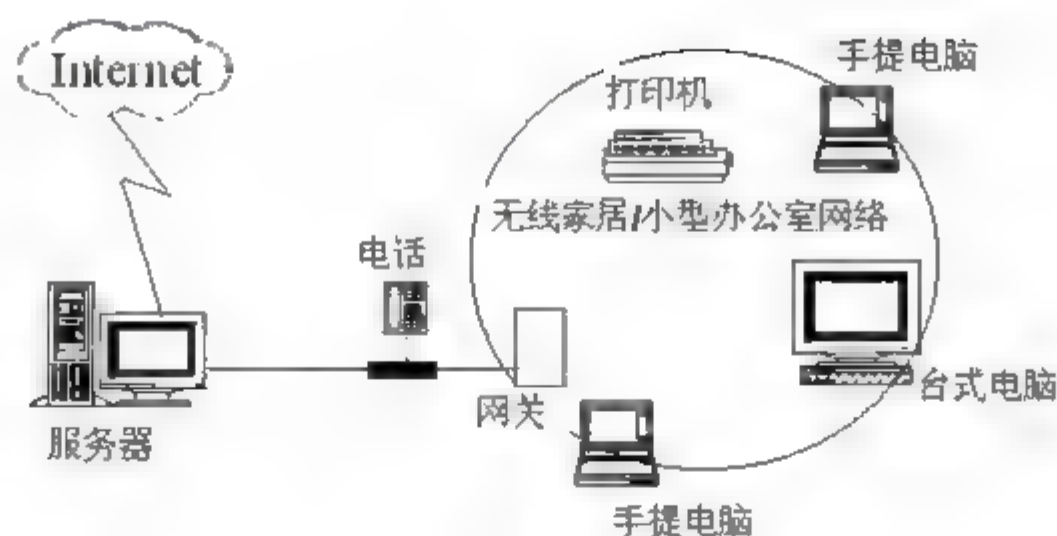 Internet
手提电脑
打印机
无线家居/小型办公室网络
电话
网关
台式电脑
服务器
手提电脑